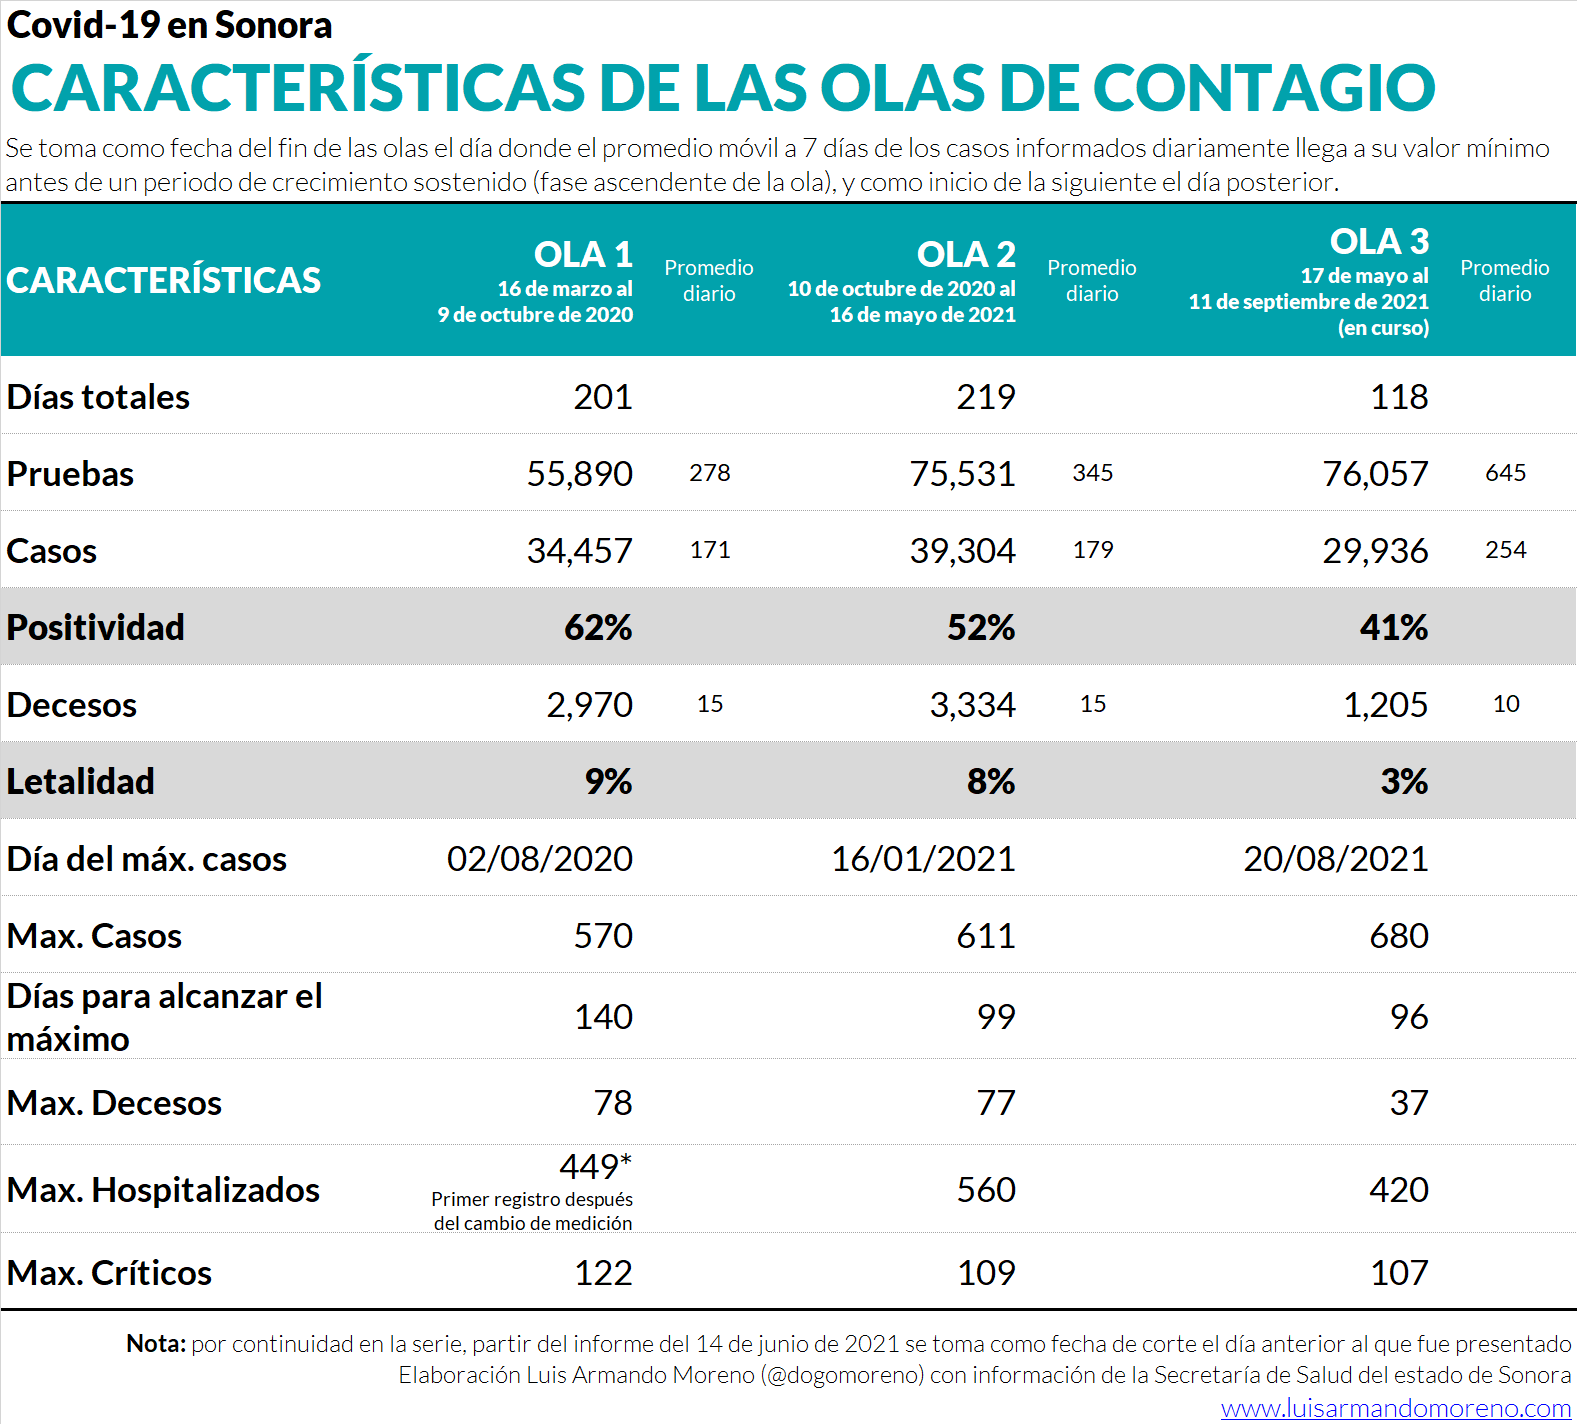 Covid-19 en Sonora
CARACTERÍSTICAS DE LAS OLAS DE CONTAGIO
Se toma como fecha del fin de las olas el día donde el promedio móvil a 7 días de los casos informados diariamente llega a su valor mínimo
antes de un periodo de crecimiento sostenido (fase ascendente de la ola), y como inicio de la siguiente el día posterior.
CARACTERÍSTICAS
OLA 1
16 de marzo al
9 de octubre de 2020
Promedio
diario
OLA 2
10 de octubre de 2020 al
16 de mayo de 2021
Promedio
diario
OLA 3
17 de mayo al
11 de septiembre de 2021
(en curso)
Promedio
diario
Días totales 201 219 118
Pruebas 55,890 278 75,531 345 76,057 645
Casos 34,457 171 39,304 179 29,936 254
Positividad 62% 52% 41%
Decesos 2,970 15 3,334 15 1,205 10
Letalidad 9% 8% 3%
Día del máx. casos 02/08/2020 16/01/2021 20/08/2021
Max. Casos 570 611 680
Días para alcanzar el
máximo 140 99 96
Max. Decesos 78 77 37
Max. Hospitalizados 449* 560 420
Primer registro después
del cambio de medición
Max. Críticos 122 109 107
Nota: por continuidad en la serie, partir del informe del 14 de junio de 2021 se toma como fecha de corte el día anterior al que fue presentado
Elaboración Luis Armando Moreno (@dogomoreno) con información de la Secretaría de Salud del estado de Sonora
www.luisarmandomoreno.com